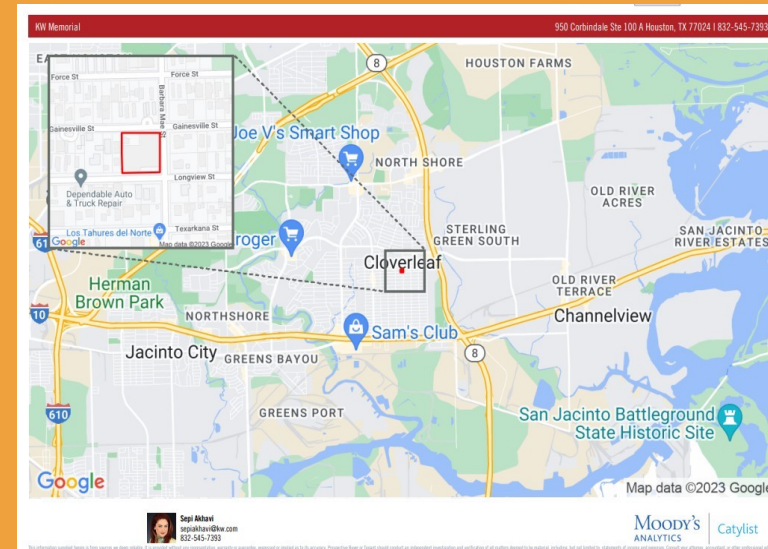 KW Memorial
950 Corbindale Ste 100 A Houston, TX 77024 | 832-545-7393
Force St
Force St
Barbara Mae St
Gainesville St
Gainesville St
Longview St
Dependable Auto
& Truck Repair
Texarkana St
Los Tahures del Norte
Google
Map data ©2023 Google
8
HOUSTON FARMS
Joe V's Smart Shop
NORTH SHORE
OLD RIVER
ACRES
STERLING
GREEN SOUTH
SAN JACINTO
RIVER ESTATES
roger
61
Cloverleaf
Herman
Brown Park
OLD RIVER
TERRACE
10
NORTHSHORE
Channelview
Sam's Club
Jacinto City
GREENS BAYOU
8
610
GREENS PORT
San Jacinto Battleground
State Historic Site
Google
Map data ©2023 Google
Sepi Akhavi
sepiakhavi@kw.com
832-545-7393
MOODY'S
ANALYTICS
Catylist